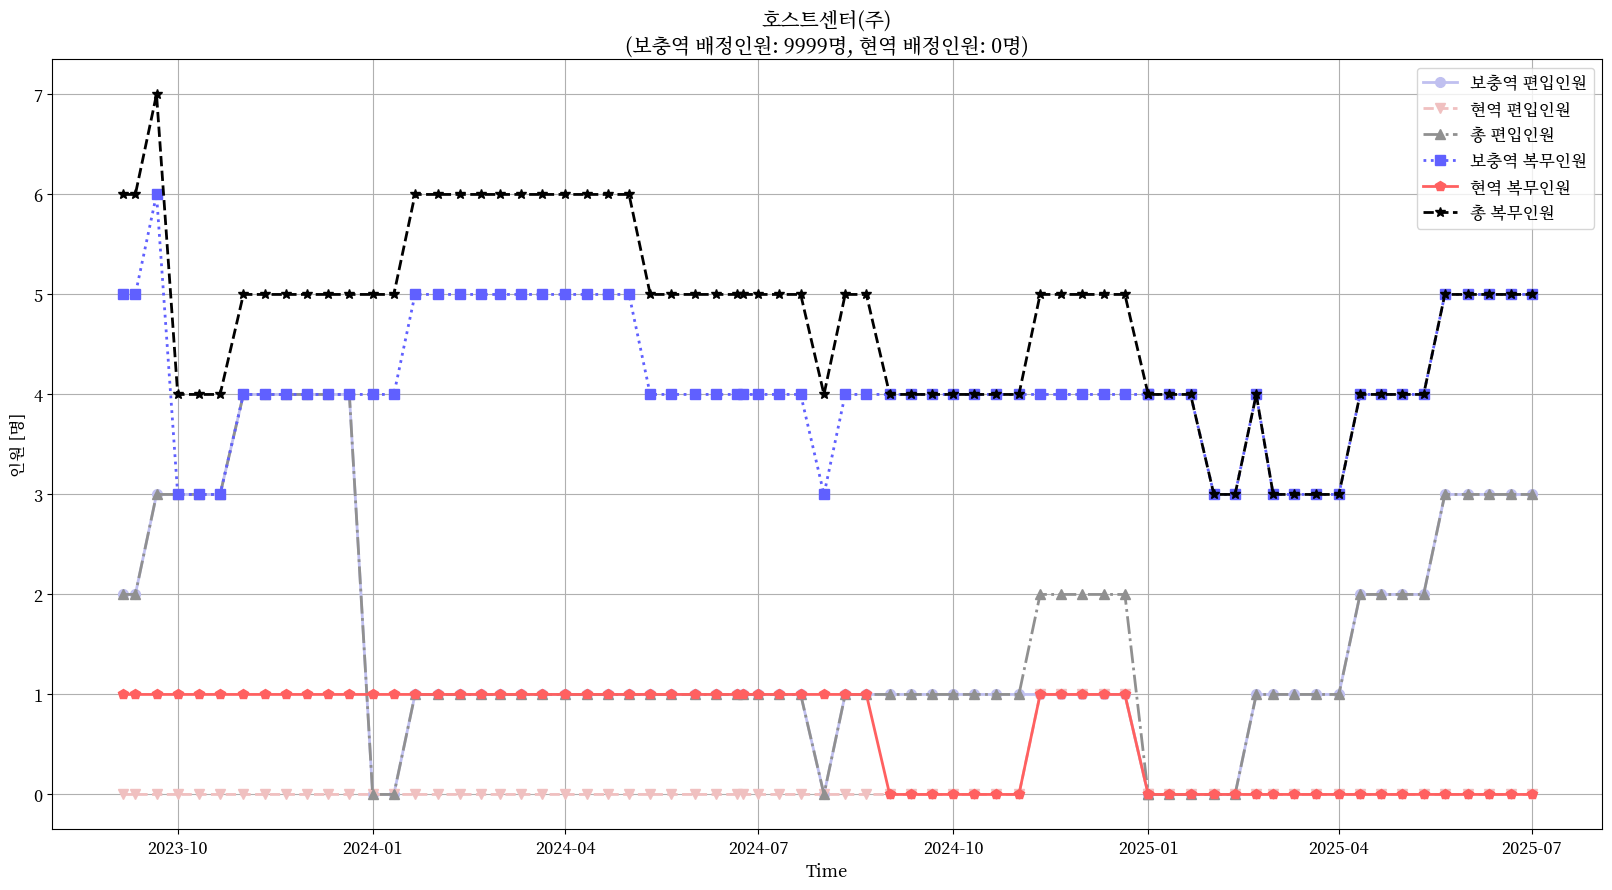 호스트센터(주)
(보충역 배정인원: 9999명, 현역 배정인원: 0명)
보충역 편입인원
현역 편입인원
총 편입인원
보충역 복무인원
현역 복무인원
총 복무인원
인원 [명]
7
6
5
4
3
2
1
0
2023-10
2024-01
2024-04
2024-07
2024-10
2025-01
2025-04
2025-07
Time